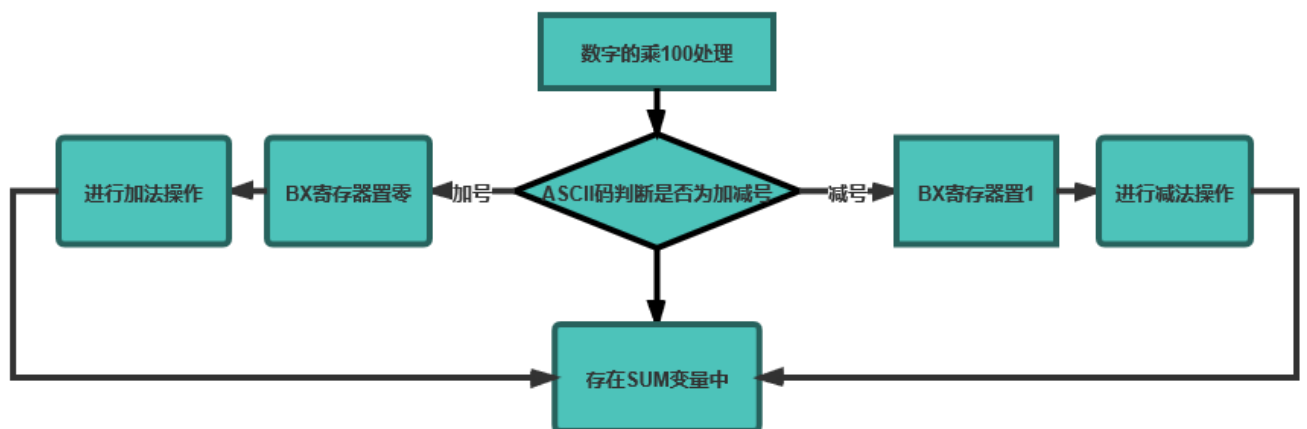 数字的乘100处理
进行加法操作
BX寄存器置零
加号
ASCII码判断是否为加减号
减号
BX寄存器置1
进行减法操作
存在SUM变量中